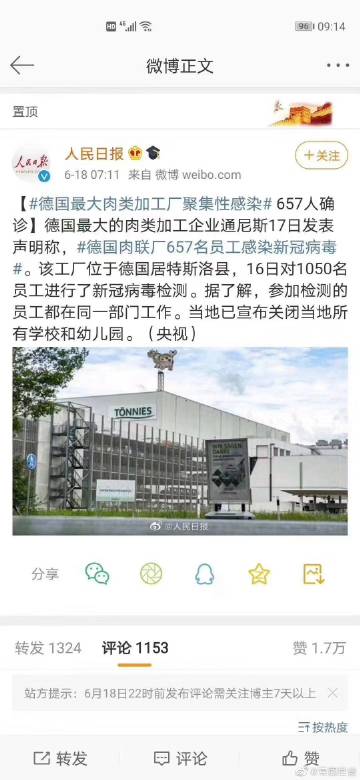 HD 4G 96 09:14
微博正文
置顶
人民日报
人民日报
6-18 07:11 来自 微博 weibo.com
+关注
【#德国最大肉类加工厂聚集性感染# 657人确
诊】德国最大的肉类加工企业通尼斯17日发表
声明称，#德国肉联厂657名员工感染新冠病毒
#。该工厂位于德国居特斯洛县，16日对1050名
员工进行了新冠病毒检测。据了解，参加检测的
员工都在同一部门工作。当地已宣布关闭当地所
有学校和幼儿园。（央视）
TÖNNIES
WIR SAGEN
DANKE
@人民日报
分享
转发 1324 评论 1153 赞 1.7万
站方提示：6月18日22时前发布评论需关注博主7天以上
按热度
转发 评论 赞